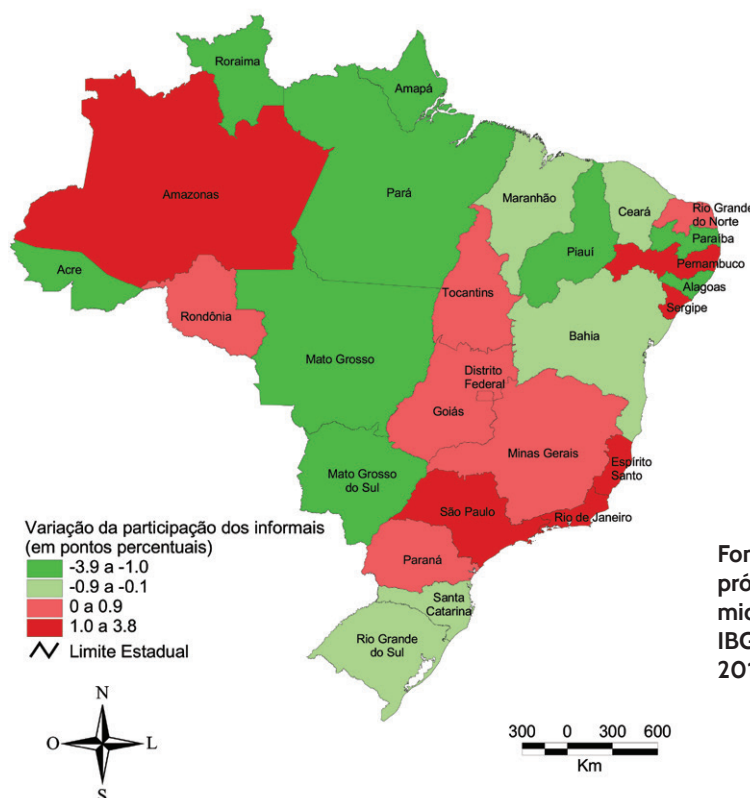 Roraima
Amapá
Amazonas
Pará
Maranhão
Ceará
Rio Grande
do Norte
Paraíba
Piauí
Pernambuco
Acre
Alagoas
Sergipe
Rondônia
Tocantins
Bahia
Mato Grosso
Distrito
Federal
Goiás
Minas Gerais
Mato Grosso
do Sul
Espírito
Santo
São Paulo
Rio de Janeiro
Paraná
Santa
Catarina
Rio Grande
do Sul
Variação da participação dos informais
(em pontos percentuais)
-3.9 a -1.0
-0.9 a -0.1
0 a 0.9
1.0 a 3.8
Limite Estadual
N
O
L
S
300 0 300 600
Km